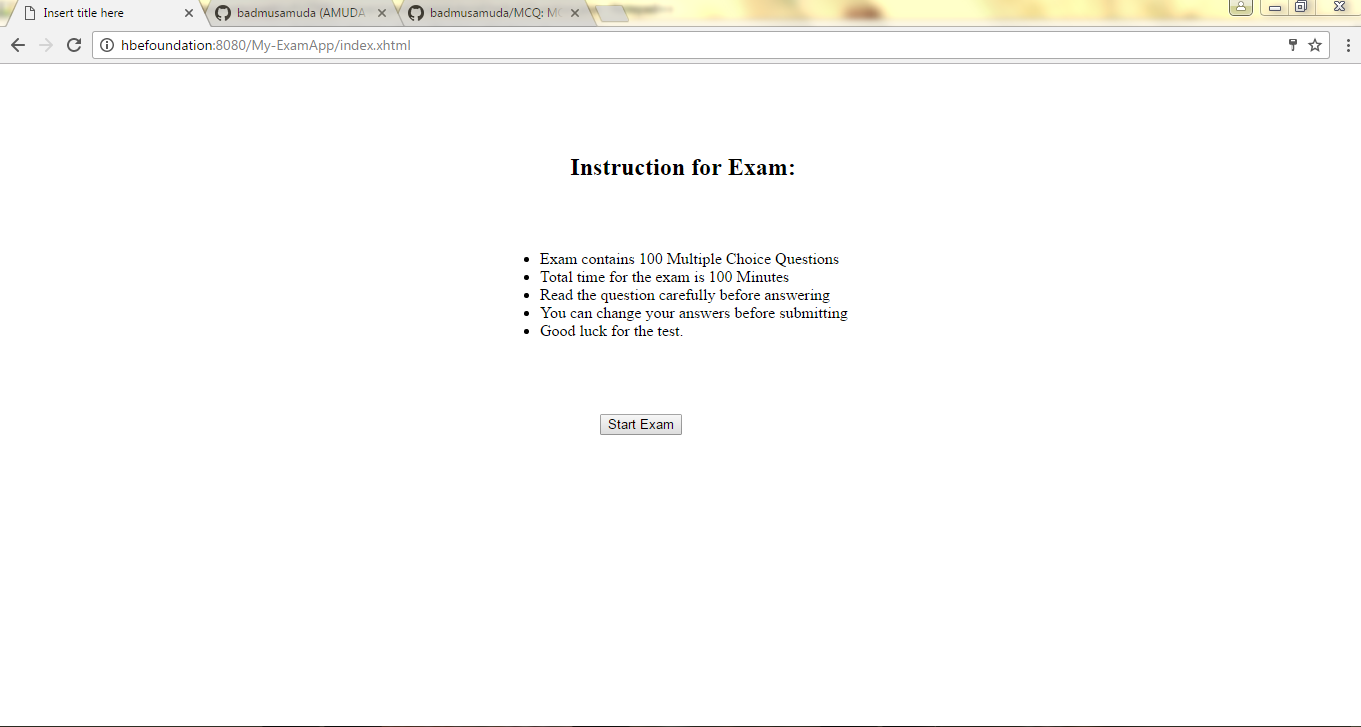 Insert title here
badmusamuda (AMUDA
badmusamuda/MCQ:
hbefoundation:8080/My-ExamApp/index.xhtml
Instruction for Exam:
Exam contains 100 Multiple Choice Questions
Total time for the exam is 100 Minutes
Read the question carefully before answering
You can change your answers before submitting
Good luck for the test.
Start Exam